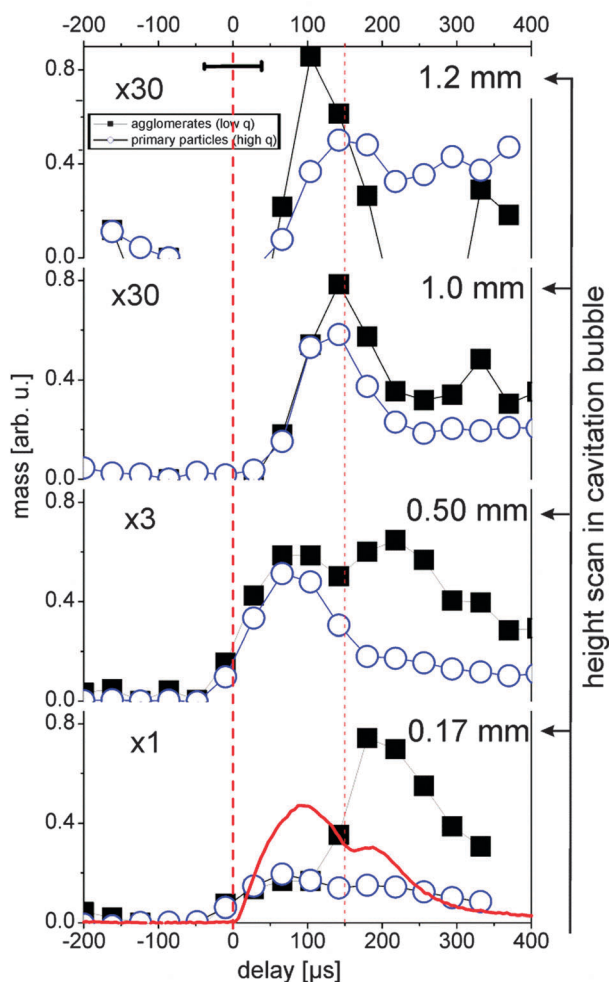 -200 -100 0 100 200 300 400
0.8
x30
1.2 mm
agglomerates (low q)
primary particles (high q)
0.4
0.0
0.8
x30
1.0 mm
0.4
0.0
0.8
x3
0.50 mm
0.4
0.0
0.8
x1
0.17 mm
0.4
0.0
-200 -100 0 100 200 300 400
delay [µs]
mass [arb. u.]
height scan in cavitation bubble